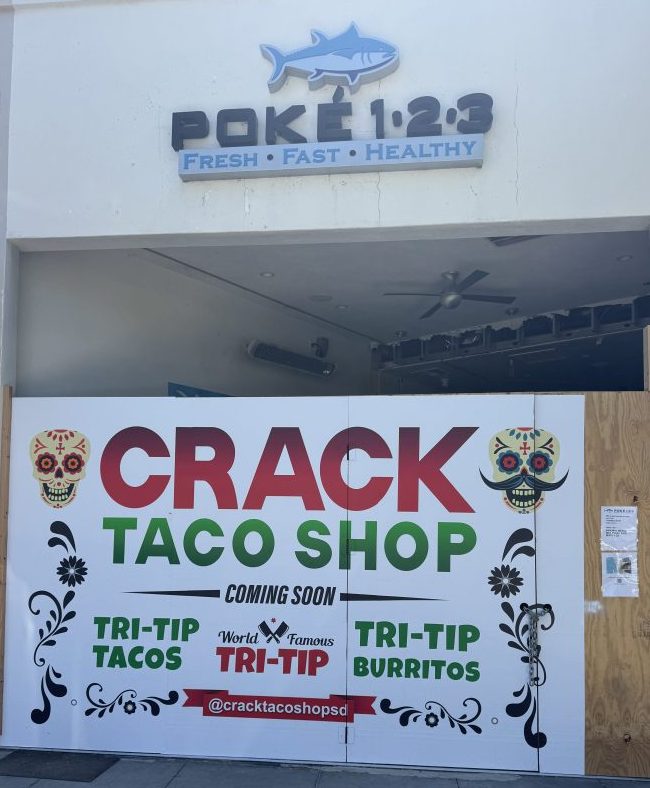 POKÉ 1·2·3
FRESH • FAST • HEALTHY
CRACK
TACO SHOP
COMING SOON
TRI-TIP
TACOS
World Famous
TRI-TIP
TRI-TIP
BURRITOS
@cracktacoshopsd